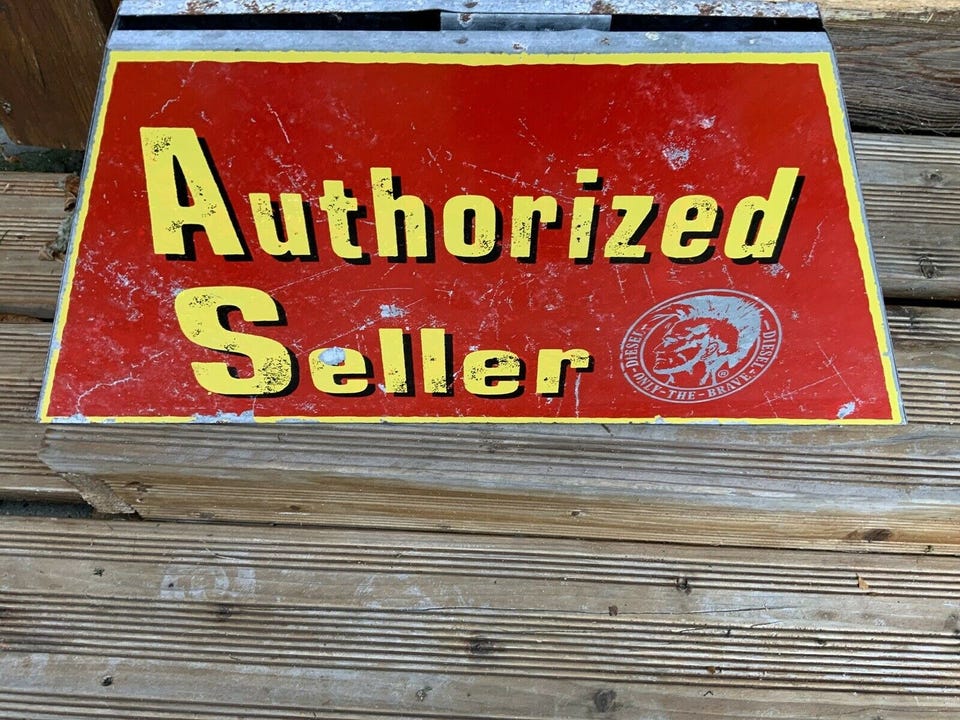 Authorized
Seller
DIESEL - ONLY - THE - BRAVE - DIESEL
®